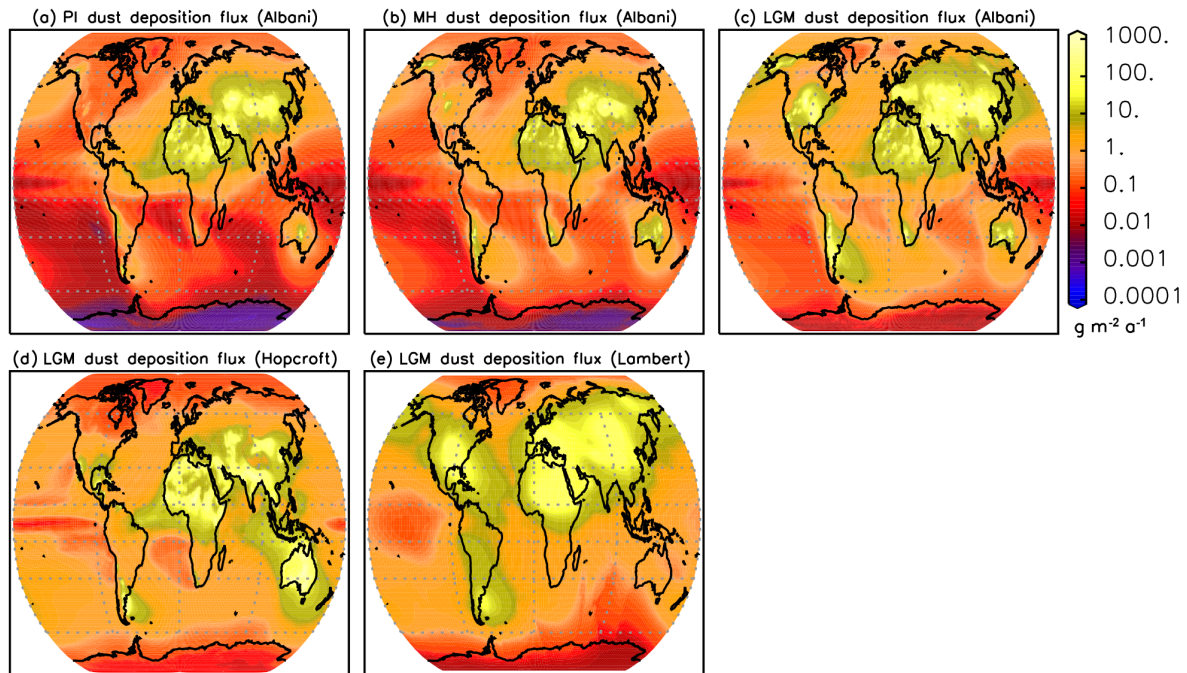 (a) PI dust deposition flux (Albani)
(b) MH dust deposition flux (Albani)
(c) LGM dust deposition flux (Albani)
1000.
100.
10.
1.
0.1
0.01
0.001
0.0001
g m⁻² a⁻¹
(d) LGM dust deposition flux (Hopcroft)
(e) LGM dust deposition flux (Lambert)